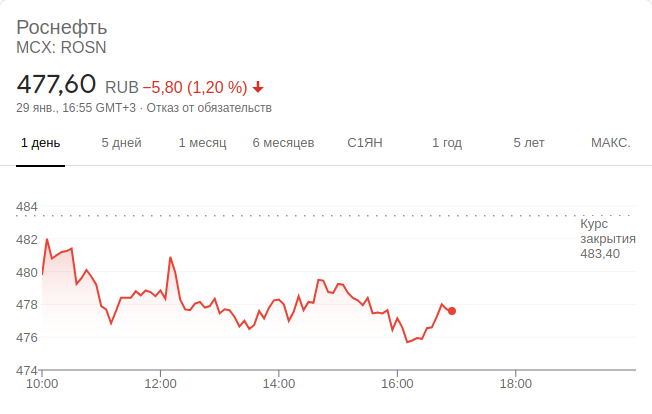 Роснефть
MCX: ROSN
477,60 RUB −5,80 (1,20 %)
29 янв., 16:55 GMT+3 · Отказ от обязательств
1 день 5 дней 1 месяц 6 месяцев С1ЯН 1 год 5 лет МАКС.
484
Курс
482 закрытия
483,40
480
478
476
474
10:00 12:00 14:00 16:00 18:00